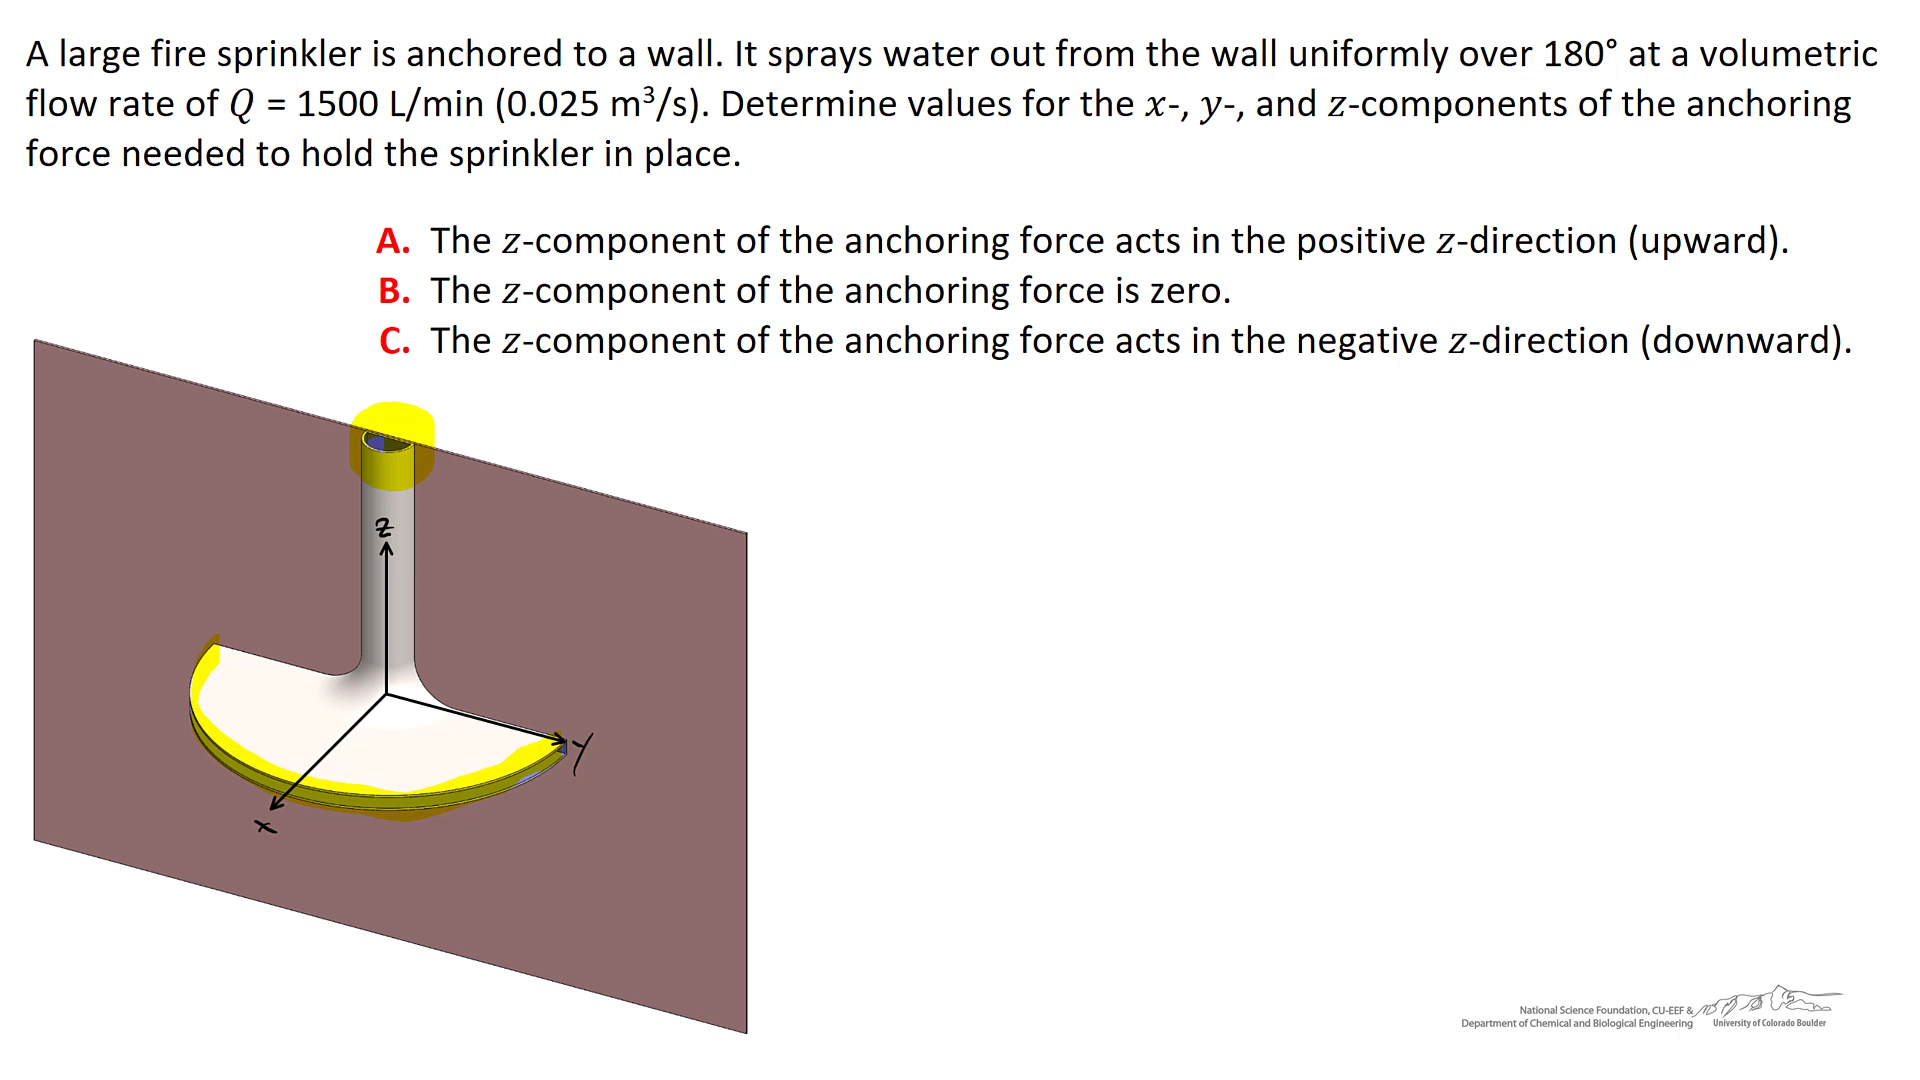 A large fire sprinkler is anchored to a wall. It sprays water out from the wall uniformly over 180° at a volumetric
flow rate of Q = 1500 L/min (0.025 m³/s). Determine values for the x-, y-, and z-components of the anchoring
force needed to hold the sprinkler in place.
A. The z-component of the anchoring force acts in the positive z-direction (upward).
B. The z-component of the anchoring force is zero.
C. The z-component of the anchoring force acts in the negative z-direction (downward).
z
y
x
National Science Foundation, CU-EEF &
Department of Chemical and Biological Engineering
University of Colorado Boulder